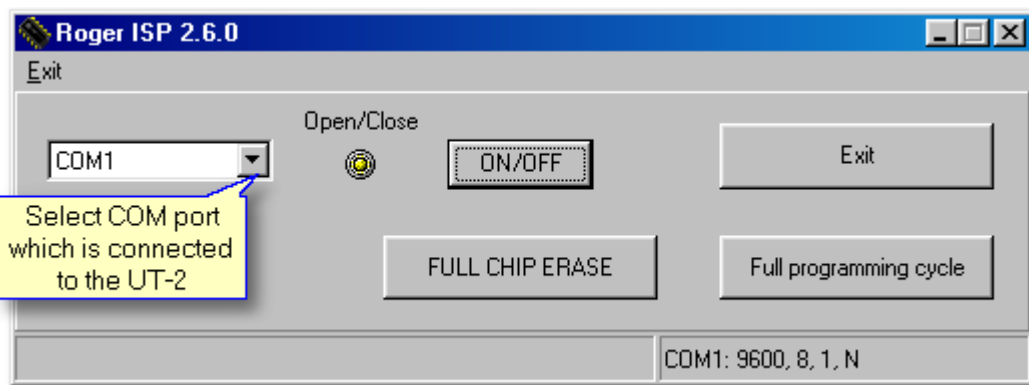 Roger ISP 2.6.0
Exit
Open/Close
COM1
ON/OFF
Exit
Select COM port
which is connected
to the UT-2
FULL CHIP ERASE
Full programming cycle
COM1: 9600, 8, 1, N